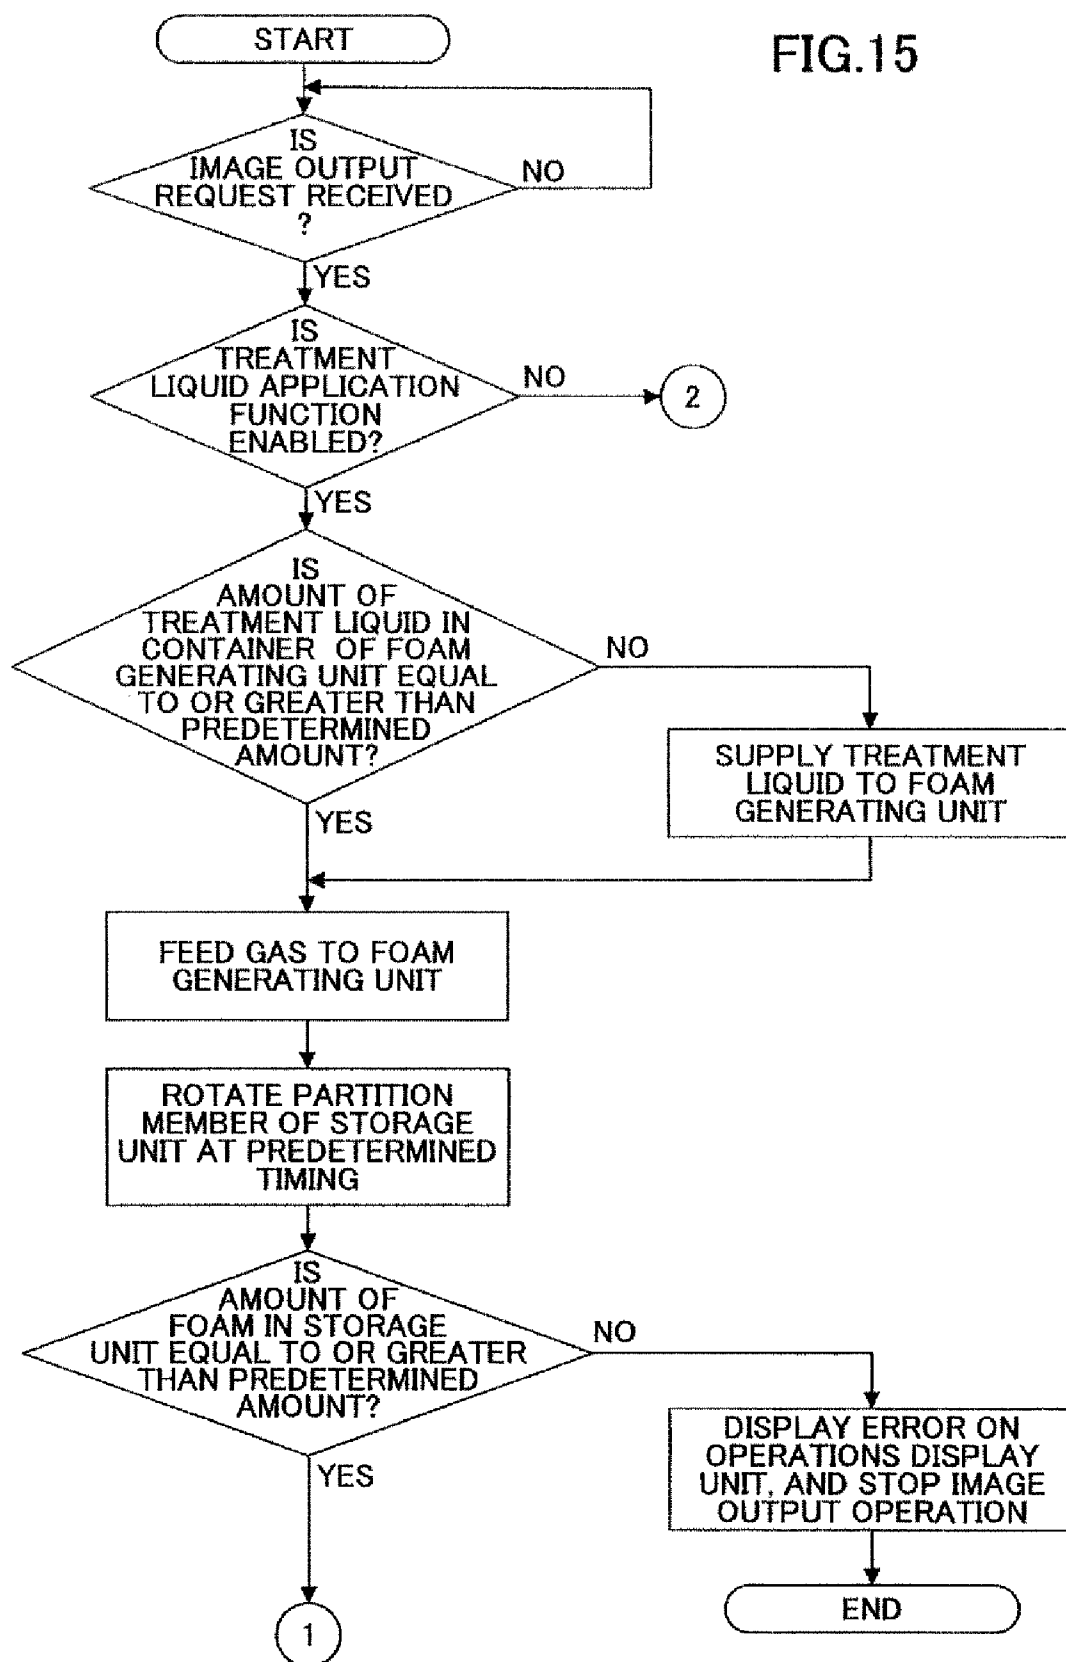 START
FIG.15
IS
IMAGE OUTPUT
REQUEST RECEIVED
?
NO
YES
IS
TREATMENT
LIQUID APPLICATION
FUNCTION
ENABLED?
NO
2
YES
IS
AMOUNT OF
TREATMENT LIQUID IN
CONTAINER OF FOAM
GENERATING UNIT EQUAL
TO OR GREATER THAN
PREDETERMINED
AMOUNT?
NO
SUPPLY TREATMENT
LIQUID TO FOAM
GENERATING UNIT
YES
FEED GAS TO FOAM
GENERATING UNIT
ROTATE PARTITION
MEMBER OF STORAGE
UNIT AT PREDETERMINED
TIMING
IS
AMOUNT OF
FOAM IN STORAGE
UNIT EQUAL TO OR GREATER
THAN PREDETERMINED
AMOUNT?
NO
DISPLAY ERROR ON
OPERATIONS DISPLAY
UNIT, AND STOP IMAGE
OUTPUT OPERATION
YES
END
1